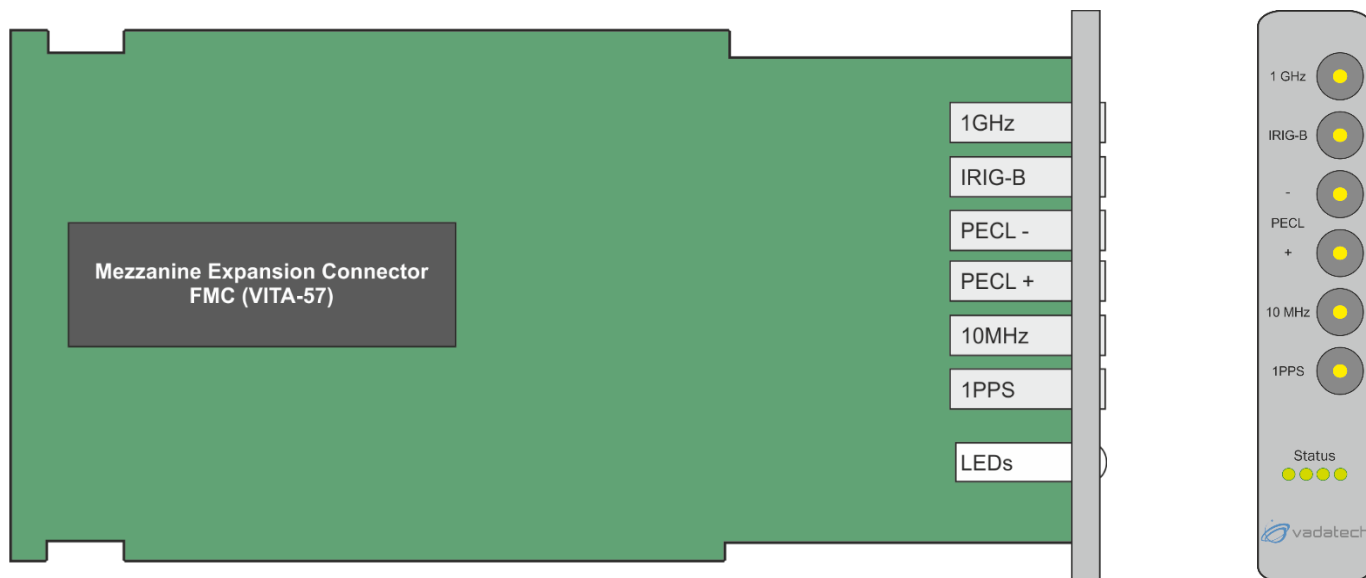 1GHz
IRIG-B
PECL -
PECL +
10MHz
1PPS
LEDs
Mezzanine Expansion Connector
FMC (VITA-57)
1 GHz
IRIG-B
-
PECL
+
10 MHz
1PPS
Status
vadatech